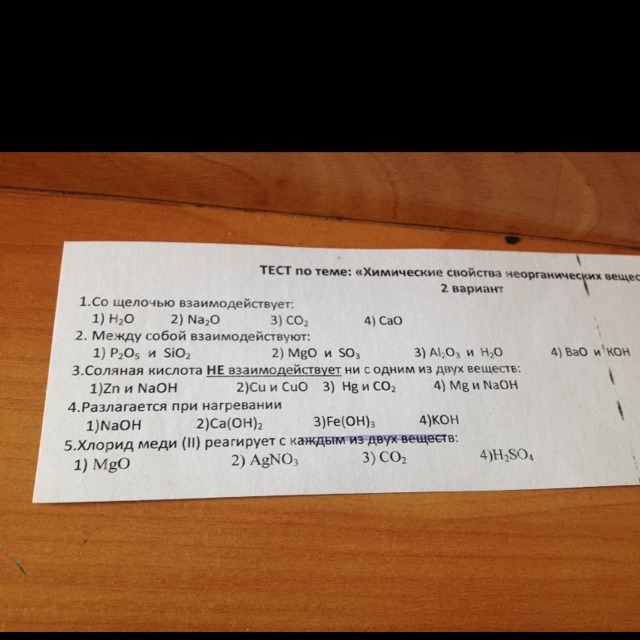 ТЕСТ по теме: «Химические свойства неорганических
2 вариант
1.Со щелочью взаимодействует:
1) H₂O 2) Na₂O 3) CO₂ 4) CaO
2. Между собой взаимодействуют:
1) P₂O₅ и SiO₂ 2) MgO и SO₃ 3) Al₂O₃ и H₂O 4) BaO и KOH
3.Соляная кислота НЕ взаимодействует ни с одним из двух веществ:
1)Zn и NaOH 2)Cu и CuO 3) Hg и CO₂ 4) Mg и NaOH
4.Разлагается при нагревании
1)NaOH 2)Ca(OH)₂ 3)Fe(OH)₃ 4)KOH
5.Хлорид меди (II) реагирует с каждым из двух веществ:
1) MgO 2) AgNO₃ 3) CO₂ 4)H₂SO₄